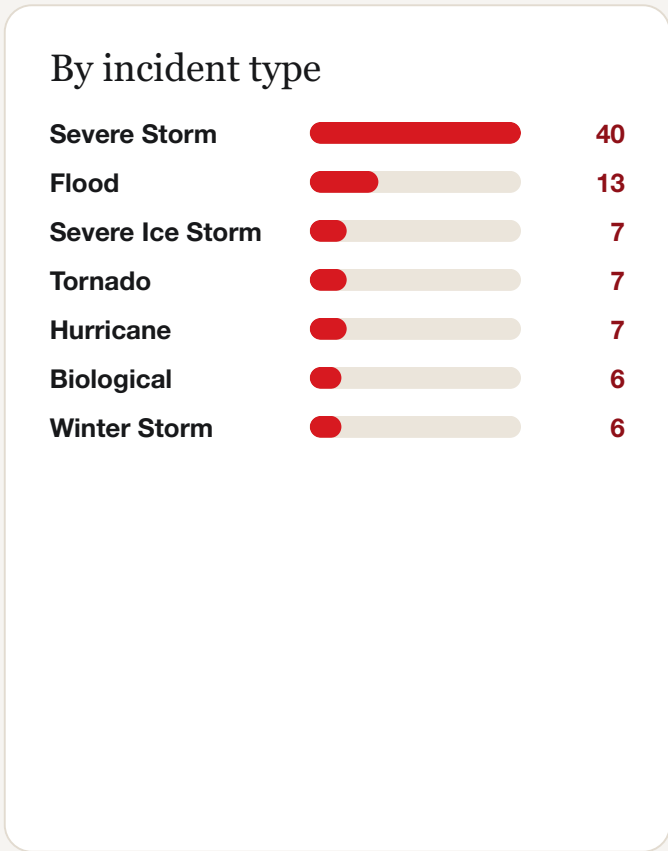 By incident type
Severe Storm 40
Flood 13
Severe Ice Storm 7
Tornado 7
Hurricane 7
Biological 6
Winter Storm 6